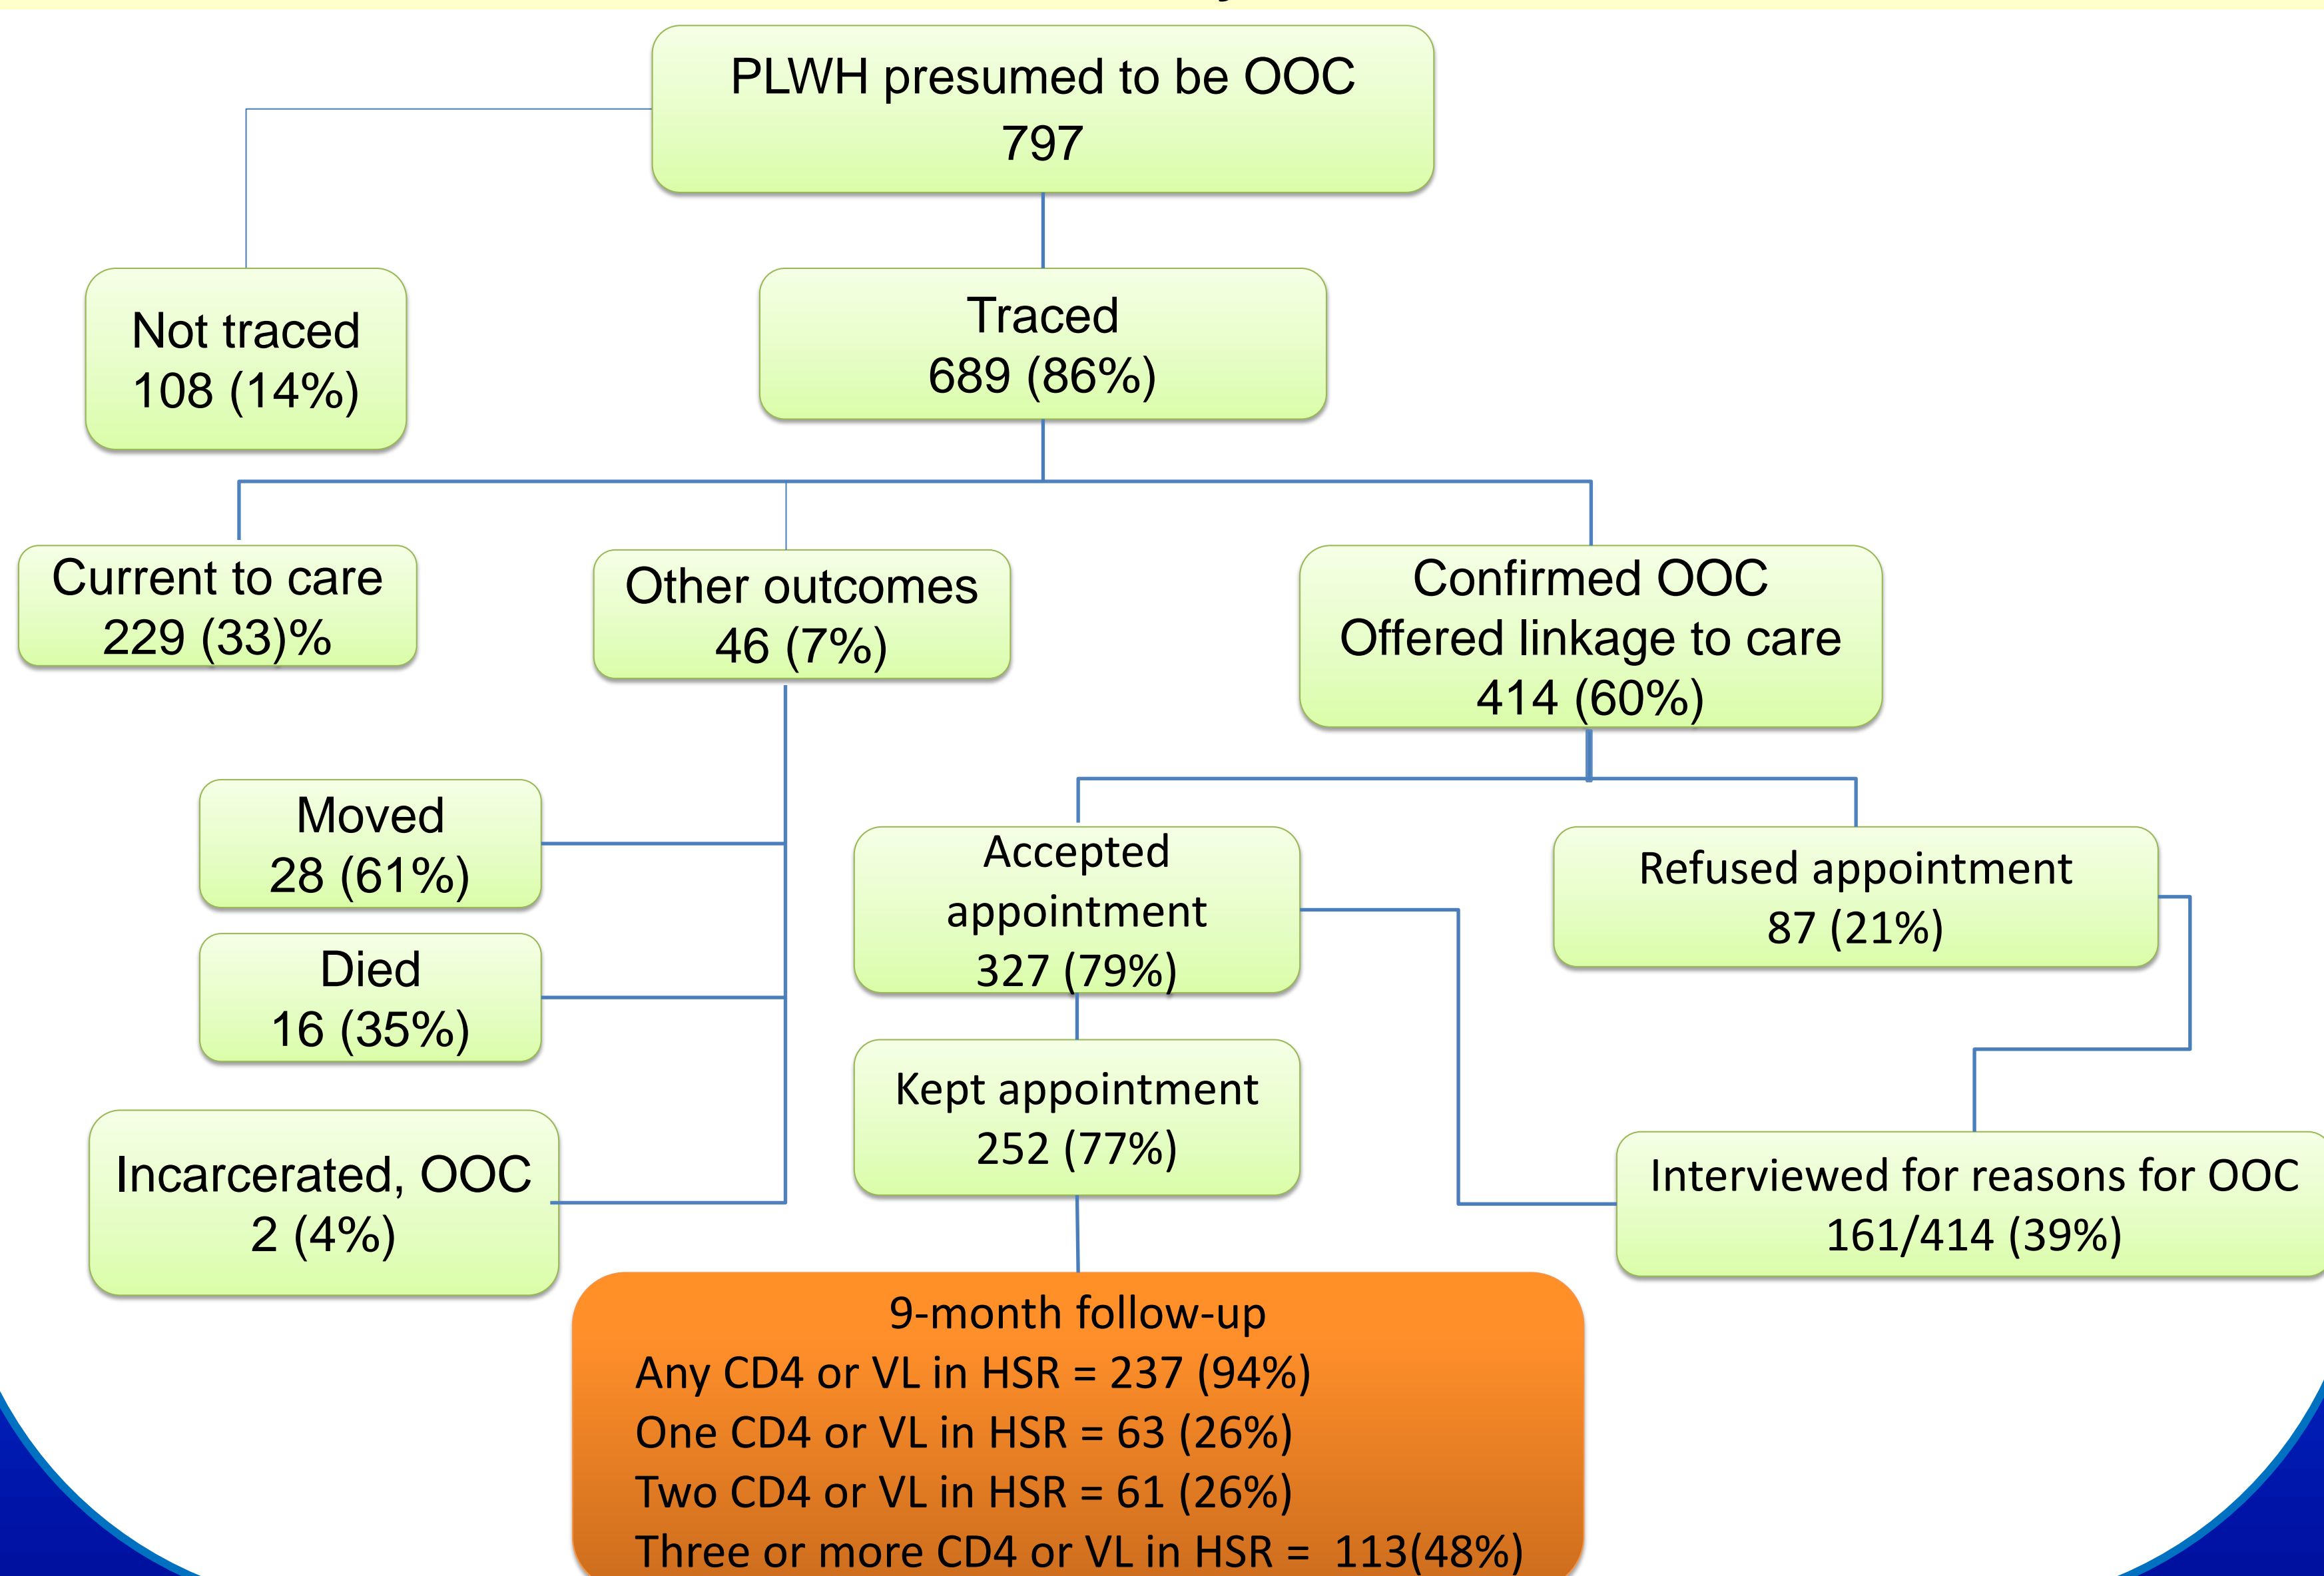 PLWH presumed to be OOC
797
Not traced
108 (14%)
Traced
689 (86%)
Current to care
229 (33)%
Other outcomes
46 (7%)
Confirmed OOC
Offered linkage to care
414 (60%)
Moved
28 (61%)
Died
16 (35%)
Incarcerated, OOC
2 (4%)
Accepted
appointment
327 (79%)
Refused appointment
87 (21%)
Kept appointment
252 (77%)
Interviewed for reasons for OOC
161/414 (39%)
9-month follow-up
Any CD4 or VL in HSR = 237 (94%)
One CD4 or VL in HSR = 63 (26%)
Two CD4 or VL in HSR = 61 (26%)
Three or more CD4 or VL in HSR =  113(48%)